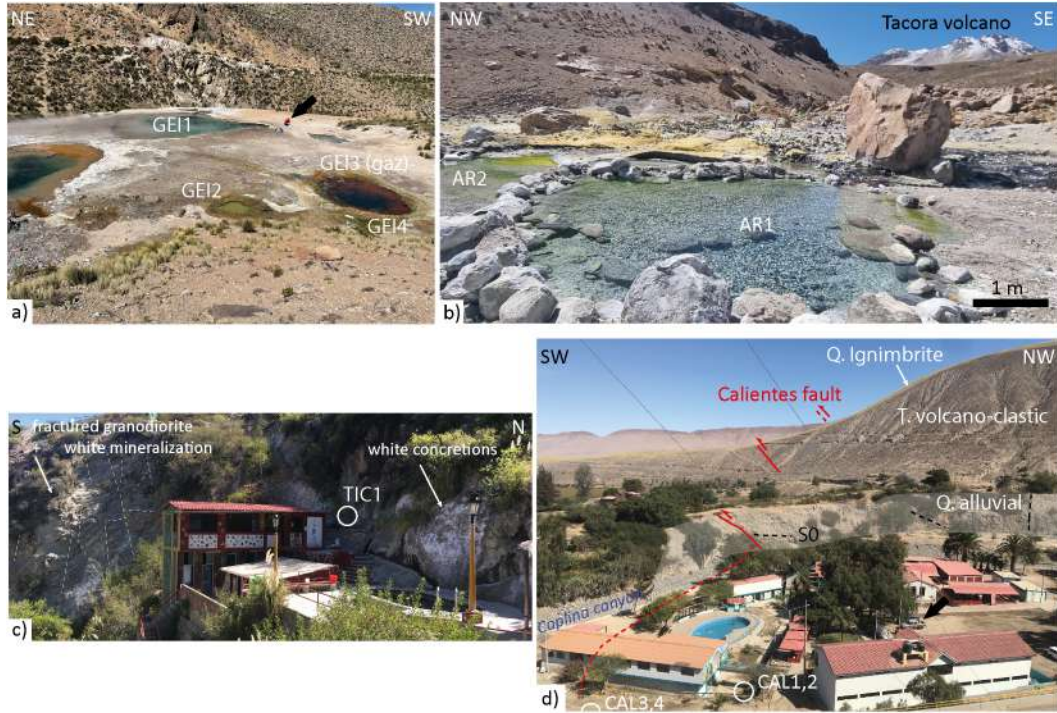 NE
SW
GEI1
GEI3 (gaz)
GEI2
GEI4
a)
NW
SE
Tacora volcano
AR2
AR1
1 m
b)
S
N
fractured granodiorite
+
white mineralization
white concretions
TIC1
c)
SW
NW
Q. Ignimbrite
Calientes fault
T. volcano-clastic
Q. alluvial
S0
Caplina canyon
CAL1,2
CAL3,4
d)